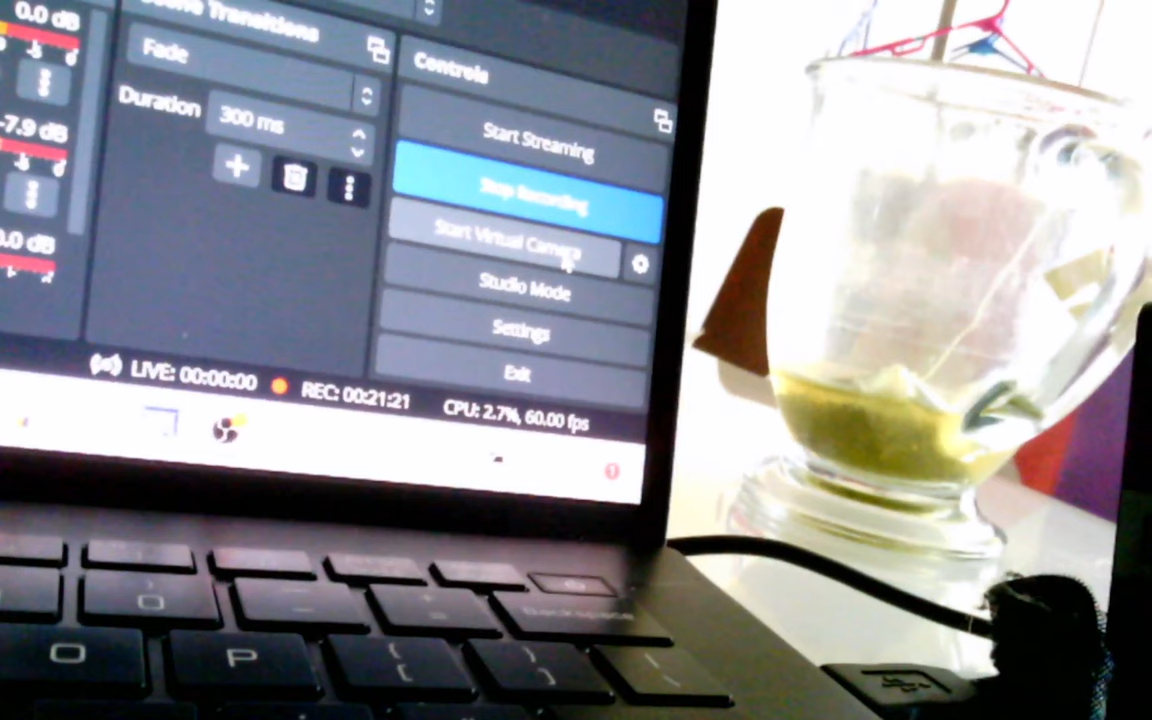 0.0 dB
-7.9 dB
0.0 dB
Scene Transitions
Fade
Duration
300 ms
Controls
Start Streaming
Stop Recording
Start Virtual Camera
Studio Mode
Settings
Exit
LIVE: 00:00:00
REC: 00:21:21
CPU: 2.7%, 60.00 fps
1
Backspace
O
P
{
[
}
]